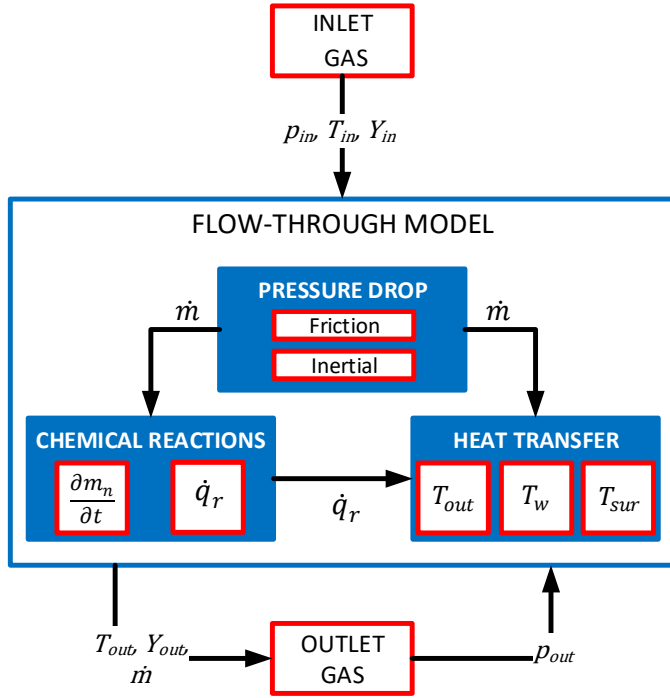 INLET
GAS
p_in, T_in, Y_in
FLOW-THROUGH MODEL
PRESSURE DROP
ṁ
Friction
ṁ
Inertial
CHEMICAL REACTIONS
∂m_n/∂t
q̇_r
q̇_r
HEAT TRANSFER
T_out
T_w
T_sur
T_out, Y_out,
ṁ
OUTLET
GAS
p_out